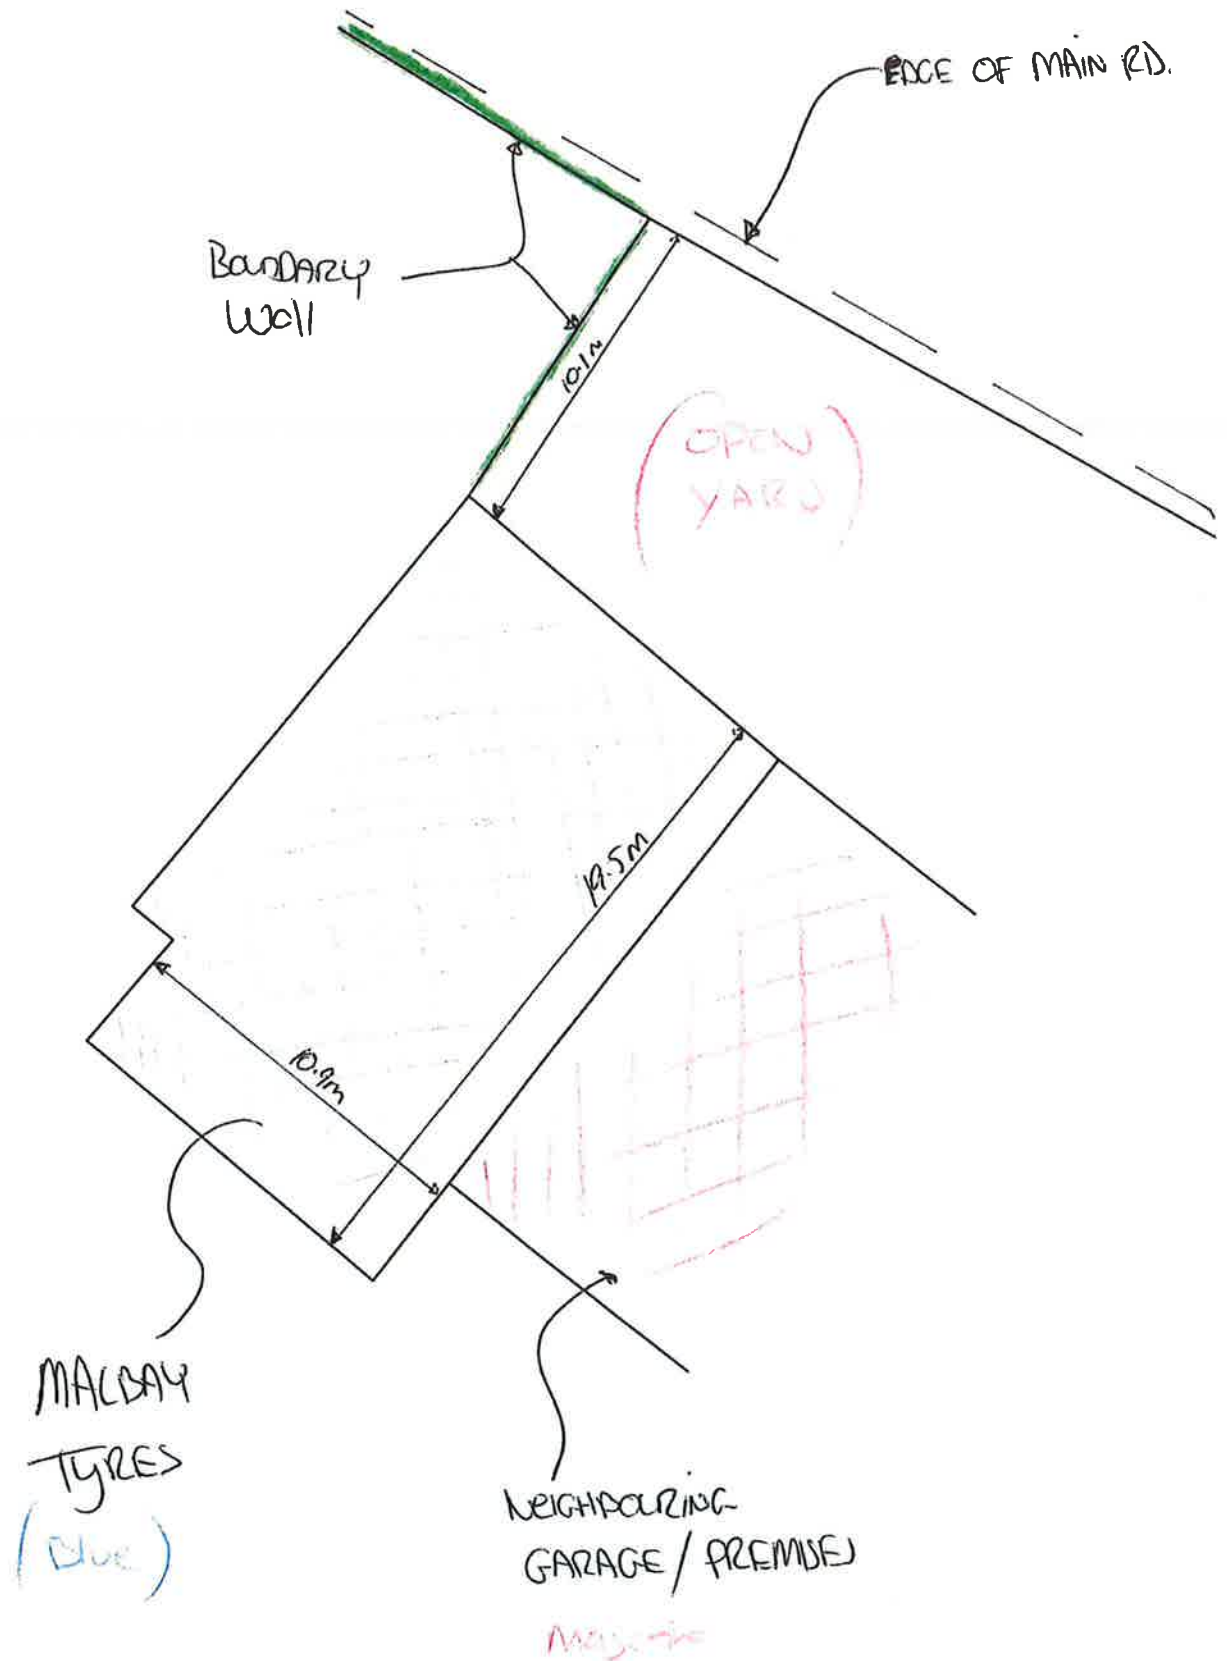 EDGE OF MAIN RD.
BOUNDARY
Wall
10.1m
(OPEN
YARD)
19.5m
10.9m
MALBAY
TYRES
(Blue)
NEIGHBOURING
GARAGE / PREMISES